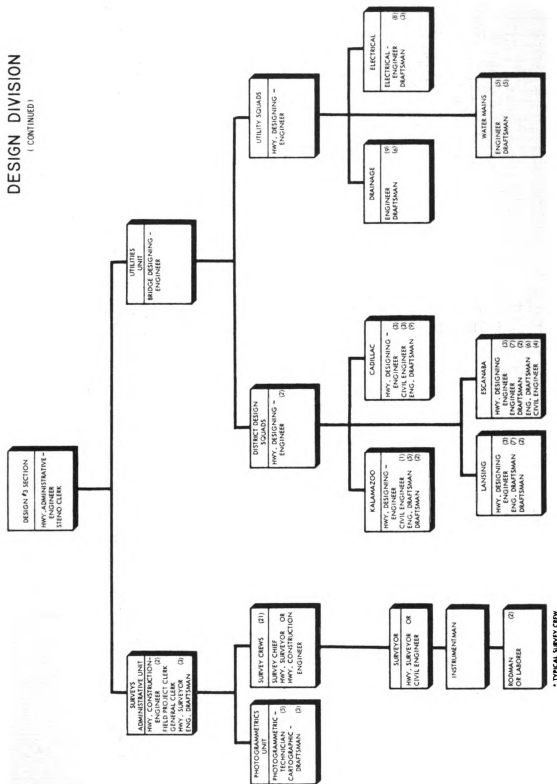 DESIGN DIVISION
( CONTINUED )
DESIGN #3 SECTION
HWY. ADMINISTRATIVE -
ENGINEER
STENO CLERK
SURVEYS
ADMINISTRATIVE UNIT
HWY. CONSTRUCTION-
ENGINEER (2)
FIELD PROJECT CLERK
GENERAL CLERK
HWY. SURVEYOR (3)
ENG. DRAFTSMAN
UTILITIES
UNIT
BRIDGE DESIGNING -
ENGINEER
PHOTOGRAMMETRICS
UNIT
PHOTOGRAMMETRIC - (5)
TECHNICIAN
CARTOGRAPHIC - (3)
DRAFTSMAN
SURVEY CREWS (21)
SURVEY CHIEF
HWY. SURVEYOR OR
HWY. CONSTRUCTION
ENGINEER
DISTRICT DESIGN
SQUADS
HWY. DESIGNING - (2)
ENGINEER
UTILITY SQUADS
HWY. DESIGNING -
ENGINEER
SURVEYOR
HWY. SURVEYOR OR
CIVIL ENGINEER
INSTRUMENTMAN
RODMAN (2)
OR LABORER
* TYPICAL SURVEY CREW
KALAMAZOO
HWY. DESIGNING - (1)
ENGINEER
CIVIL ENGINEER (5)
ENG. DRAFTSMAN (2)
DRAFTSMAN
CADILLAC
HWY. DESIGNING - (3)
ENGINEER
CIVIL ENGINEER (3)
ENG. DRAFTSMAN (9)
LANSING
HWY. DESIGNING (3)
ENGINEER (7)
ENG. DRAFTSMAN (2)
DRAFTSMAN
ESCANABA
HWY. DESIGNING (3)
ENGINEER (7)
DRAFTSMAN (2)
ENG. DRAFTSMAN (6)
CIVIL ENGINEER (4)
DRAINAGE
ENGINEER (9)
DRAFTSMAN (6)
ELECTRICAL
ELECTRICAL - (8)
ENGINEER
DRAFTSMAN (3)
WATER MAINS
ENGINEER (5)
DRAFTSMAN (5)